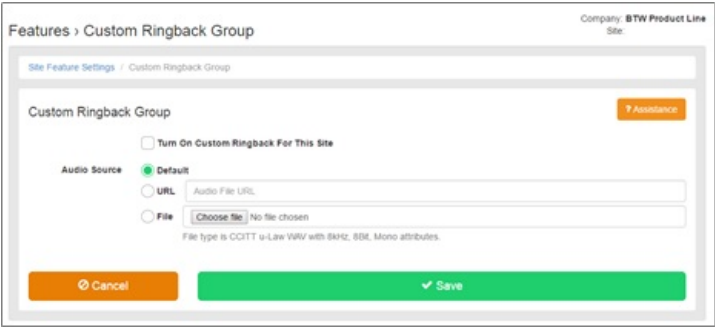 Company: BTW Product Line
Features › Custom Ringback Group
Site:
Site Feature Settings / Custom Ringback Group
Custom Ringback Group
? Assistance
Turn On Custom Ringback For This Site
Audio Source
Default
URL
Audio File URL
File
Choose file No file chosen
File type is CCITT u-Law WAV with 8kHz, 8Bit, Mono attributes.
Cancel
Save